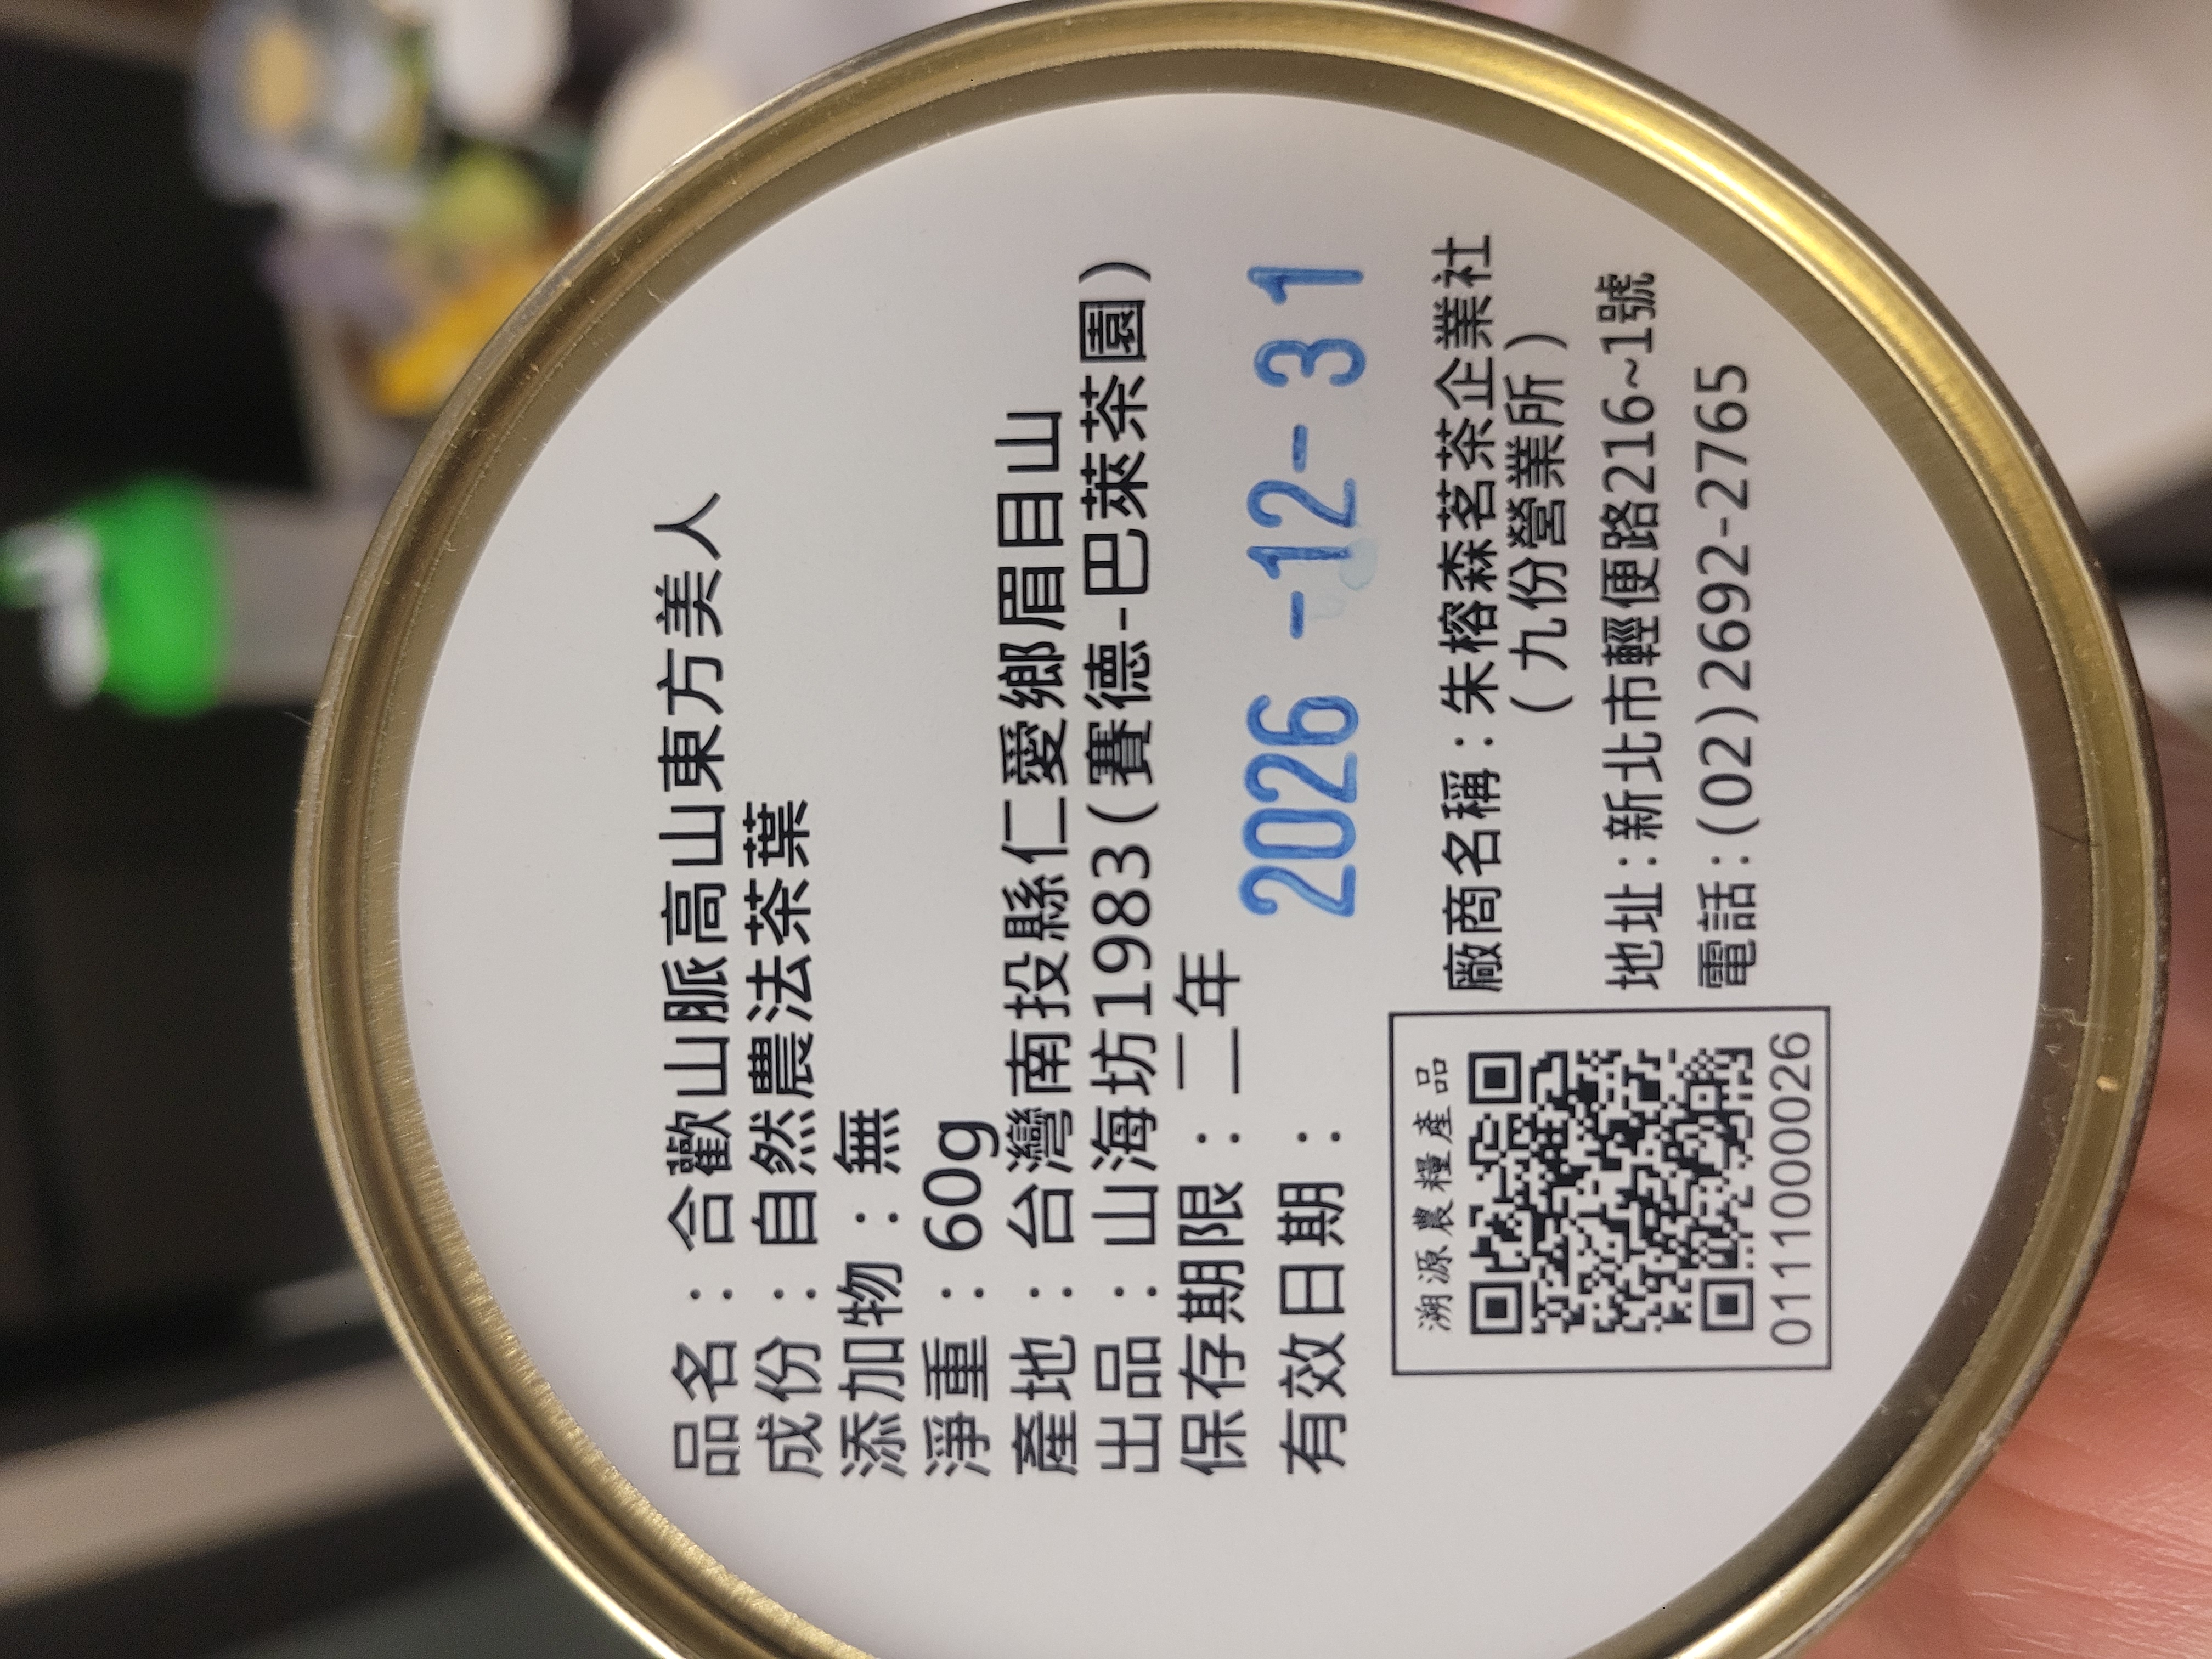 品名：合歡山脈高山東方美人
成份：自然農法茶葉
添加物：無
淨重：60g
產地：台灣南投縣仁愛鄉眉目山
出品：山海坊1983(賽德-巴萊茶園)
保存期限：二年
有效日期： 2026 -12- 31
溯源農糧產品
0111000026
廠商名稱：朱榕森茗茶企業社
(九份營業所)
地址：新北市輕便路216~1號
電話：(02)2692-2765